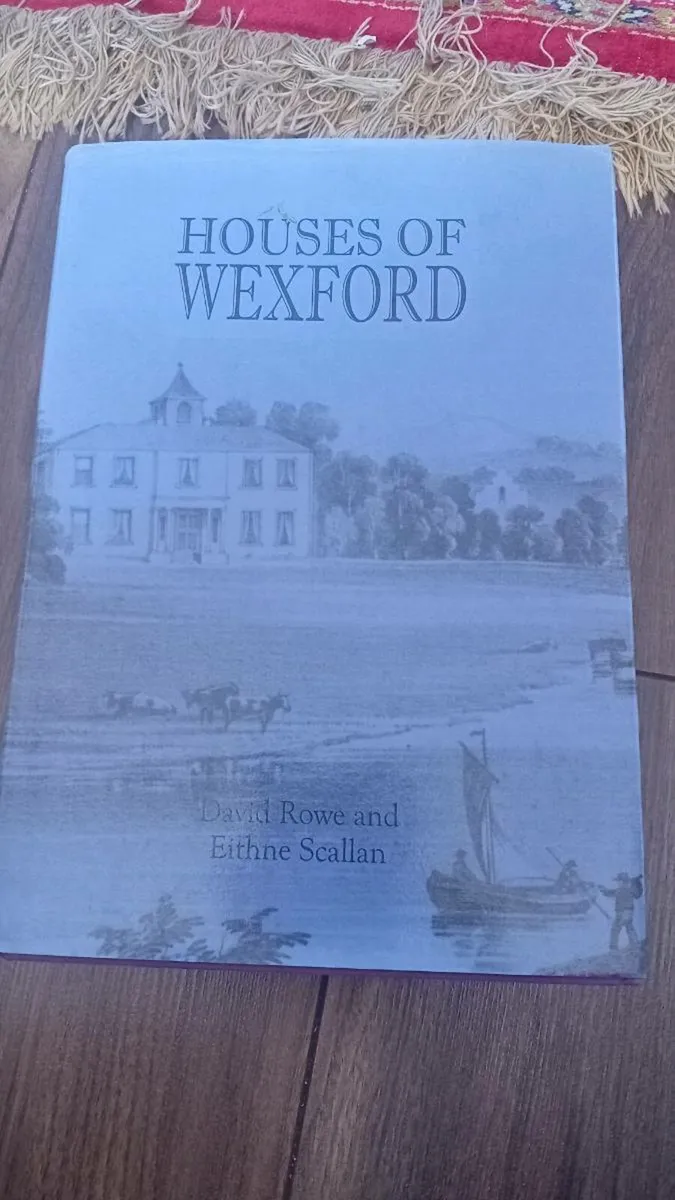 HOUSES OF
WEXFORD
David Rowe and
Eithne Scallan